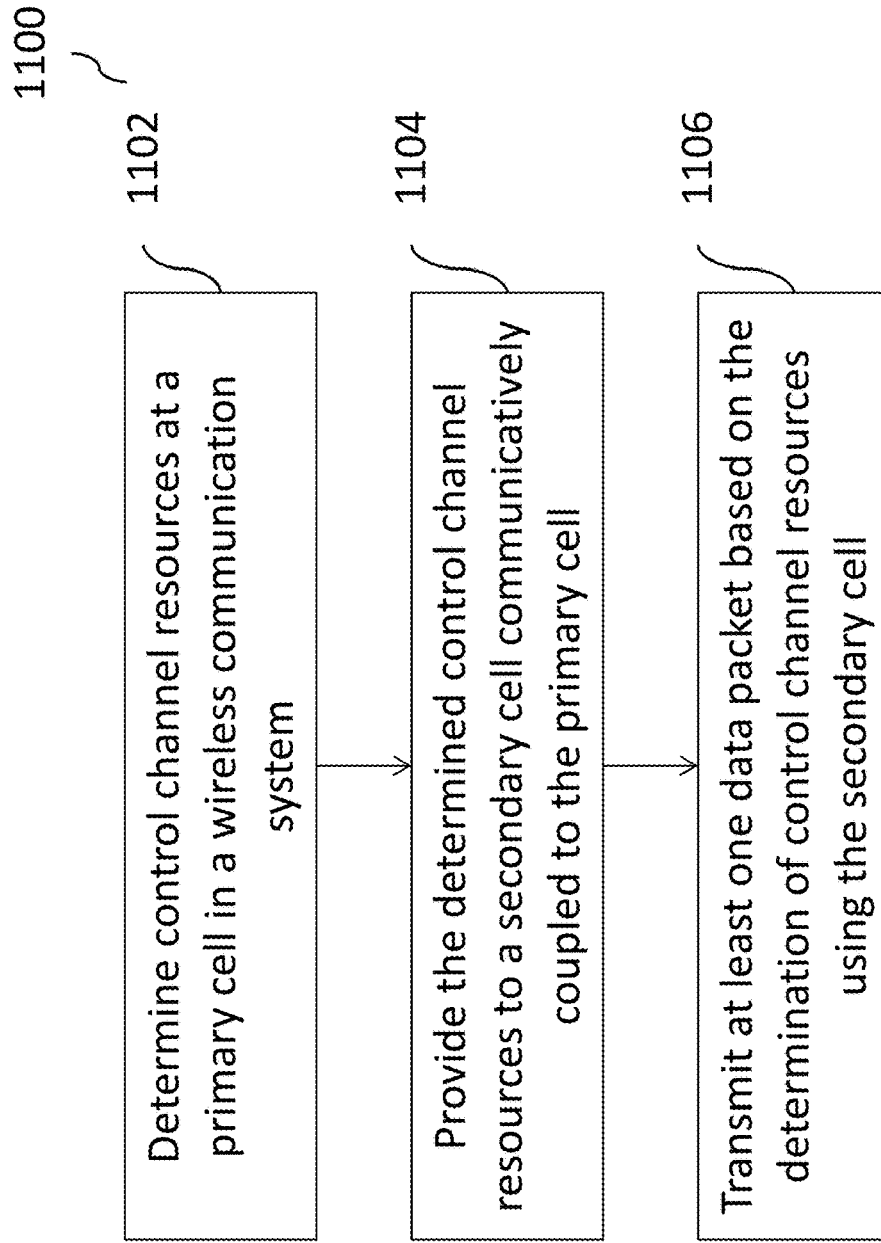 1100
1102
Determine control channel resources at a
primary cell in a wireless communication
system
1104
Provide the determined control channel
resources to a secondary cell communicatively
coupled to the primary cell
1106
Transmit at least one data packet based on the
determination of control channel resources
using the secondary cell